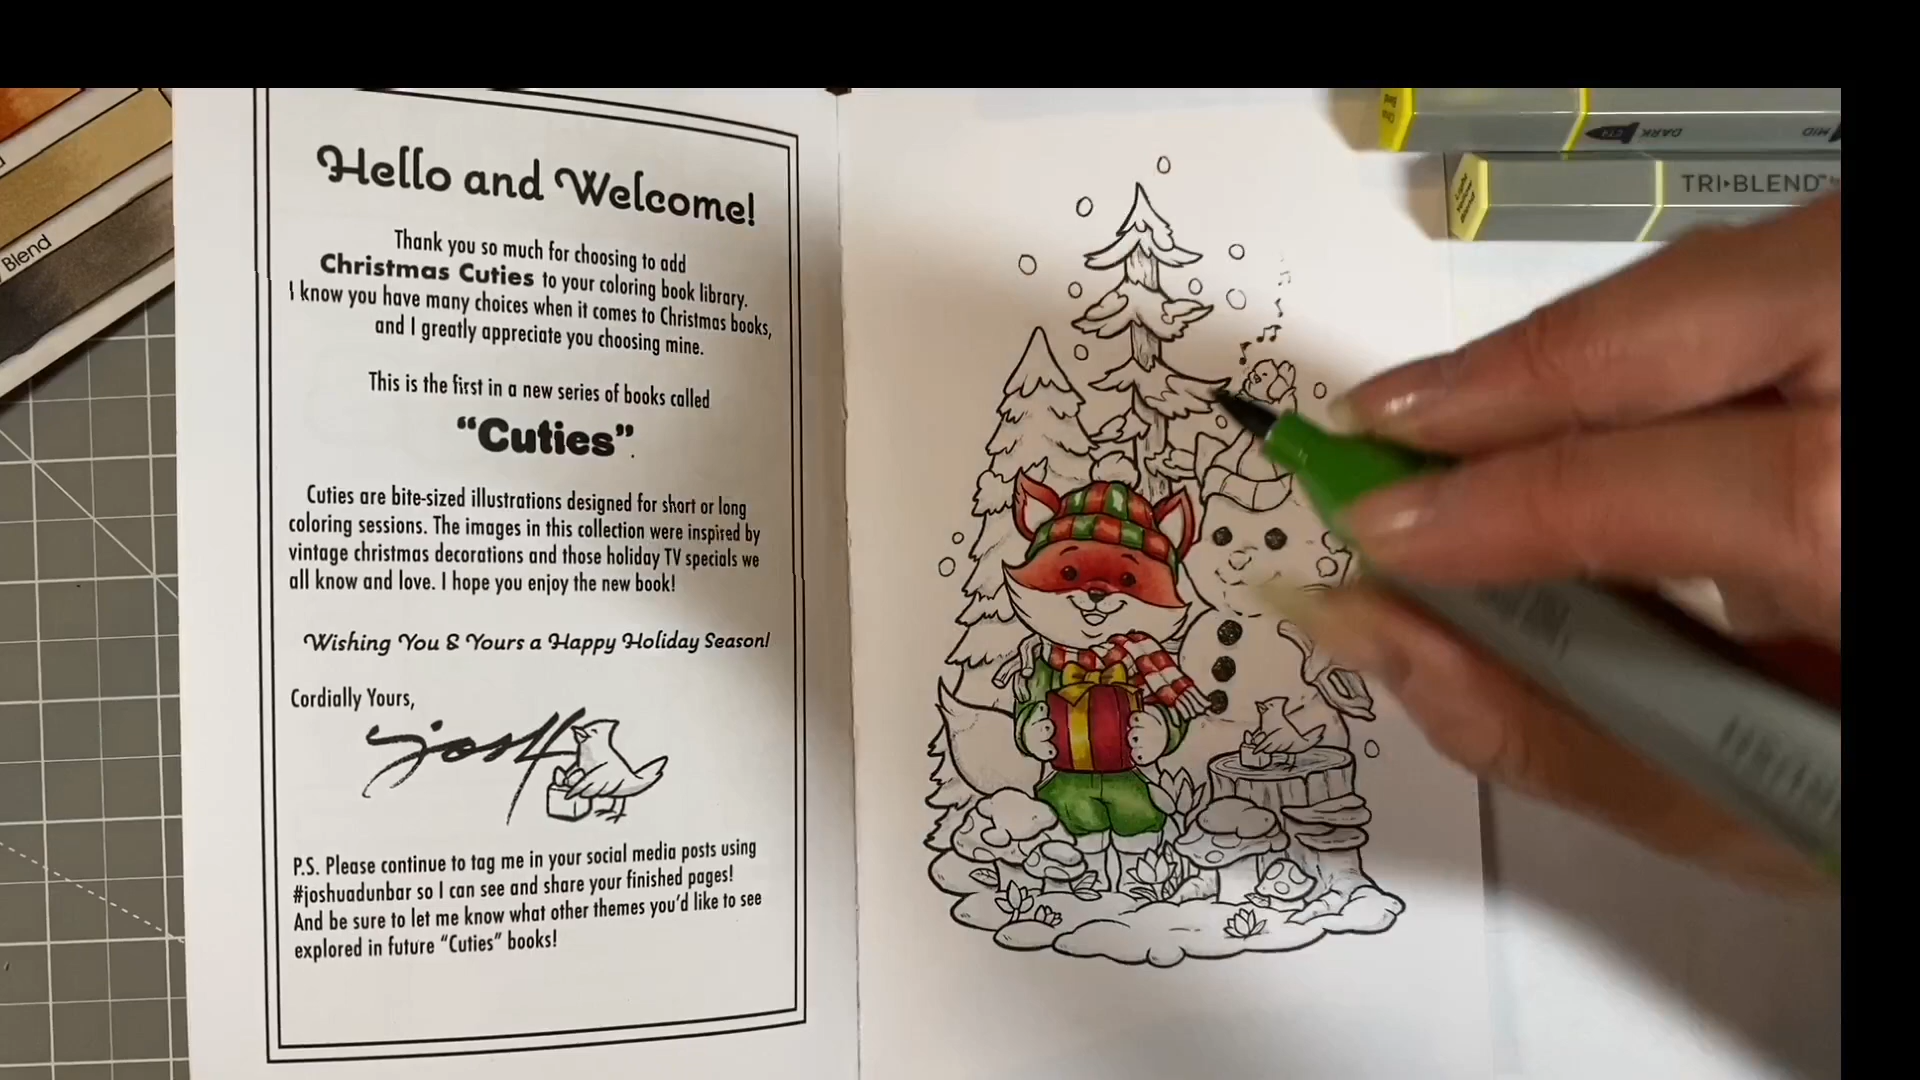 Hello and Welcome!
Thank you so much for choosing to add
Christmas Cuties to your coloring book library.
I know you have many choices when it comes to Christmas books,
and I greatly appreciate you choosing mine.
This is the first in a new series of books called
“Cuties”.
Cuties are bite-sized illustrations designed for short or long
coloring sessions. The images in this collection were inspired by
vintage christmas decorations and those holiday TV specials we
all know and love. I hope you enjoy the new book!
Wishing You & Yours a Happy Holiday Season!
Cordially Yours,
josh
P.S. Please continue to tag me in your social media posts using
#joshuadunbar so I can see and share your finished pages!
And be sure to let me know what other themes you’d like to see
explored in future “Cuties” books!
Blend
DARK
MID
TRI▸BLEND™
Light
Yellow
Blend